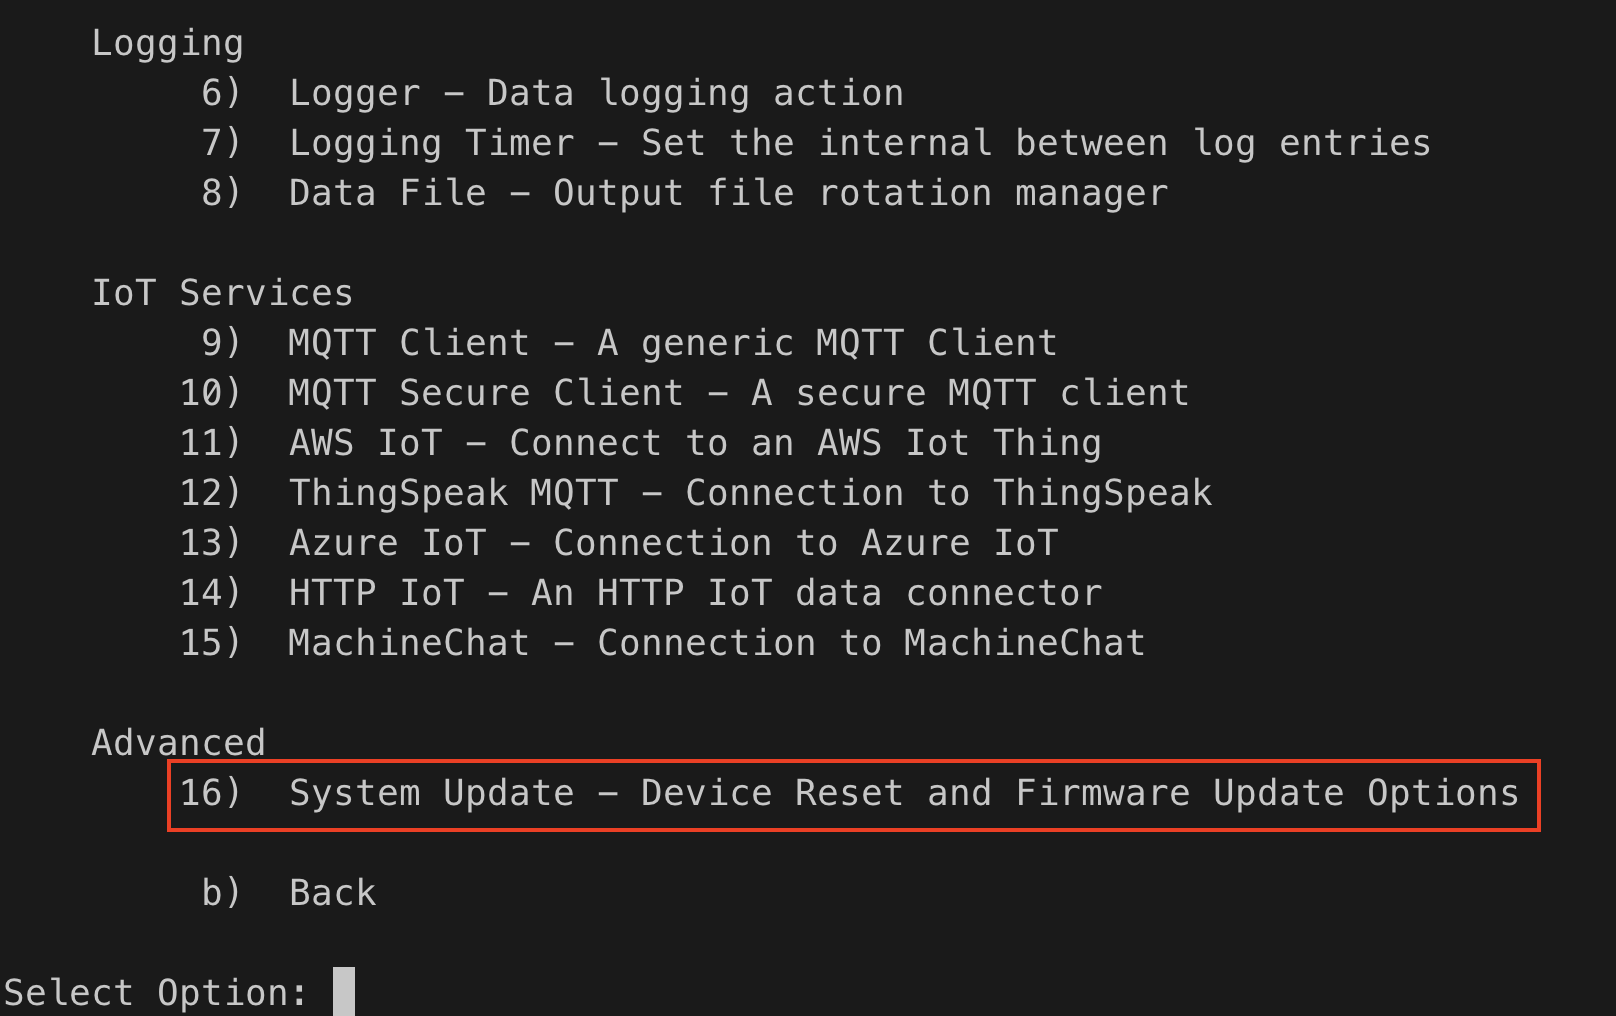 Logging
6) Logger – Data logging action
7) Logging Timer – Set the internal between log entries
8) Data File – Output file rotation manager
IoT Services
9) MQTT Client – A generic MQTT Client
10) MQTT Secure Client – A secure MQTT client
11) AWS IoT – Connect to an AWS Iot Thing
12) ThingSpeak MQTT – Connection to ThingSpeak
13) Azure IoT – Connection to Azure IoT
14) HTTP IoT – An HTTP IoT data connector
15) MachineChat – Connection to MachineChat
Advanced
16) System Update – Device Reset and Firmware Update Options
b) Back
Select Option: